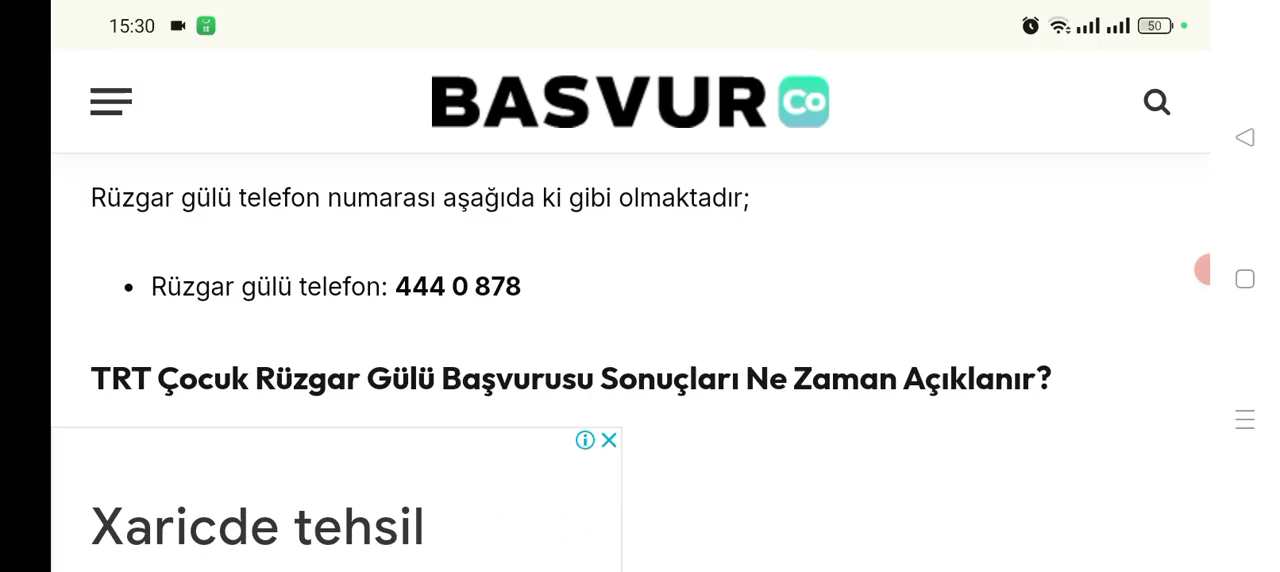 15:30
50
BASVUR Co
Rüzgar gülü telefon numarası aşağıda ki gibi olmaktadır;
• Rüzgar gülü telefon: 444 0 878
TRT Çocuk Rüzgar Gülü Başvurusu Sonuçları Ne Zaman Açıklanır?
Xaricde tehsil